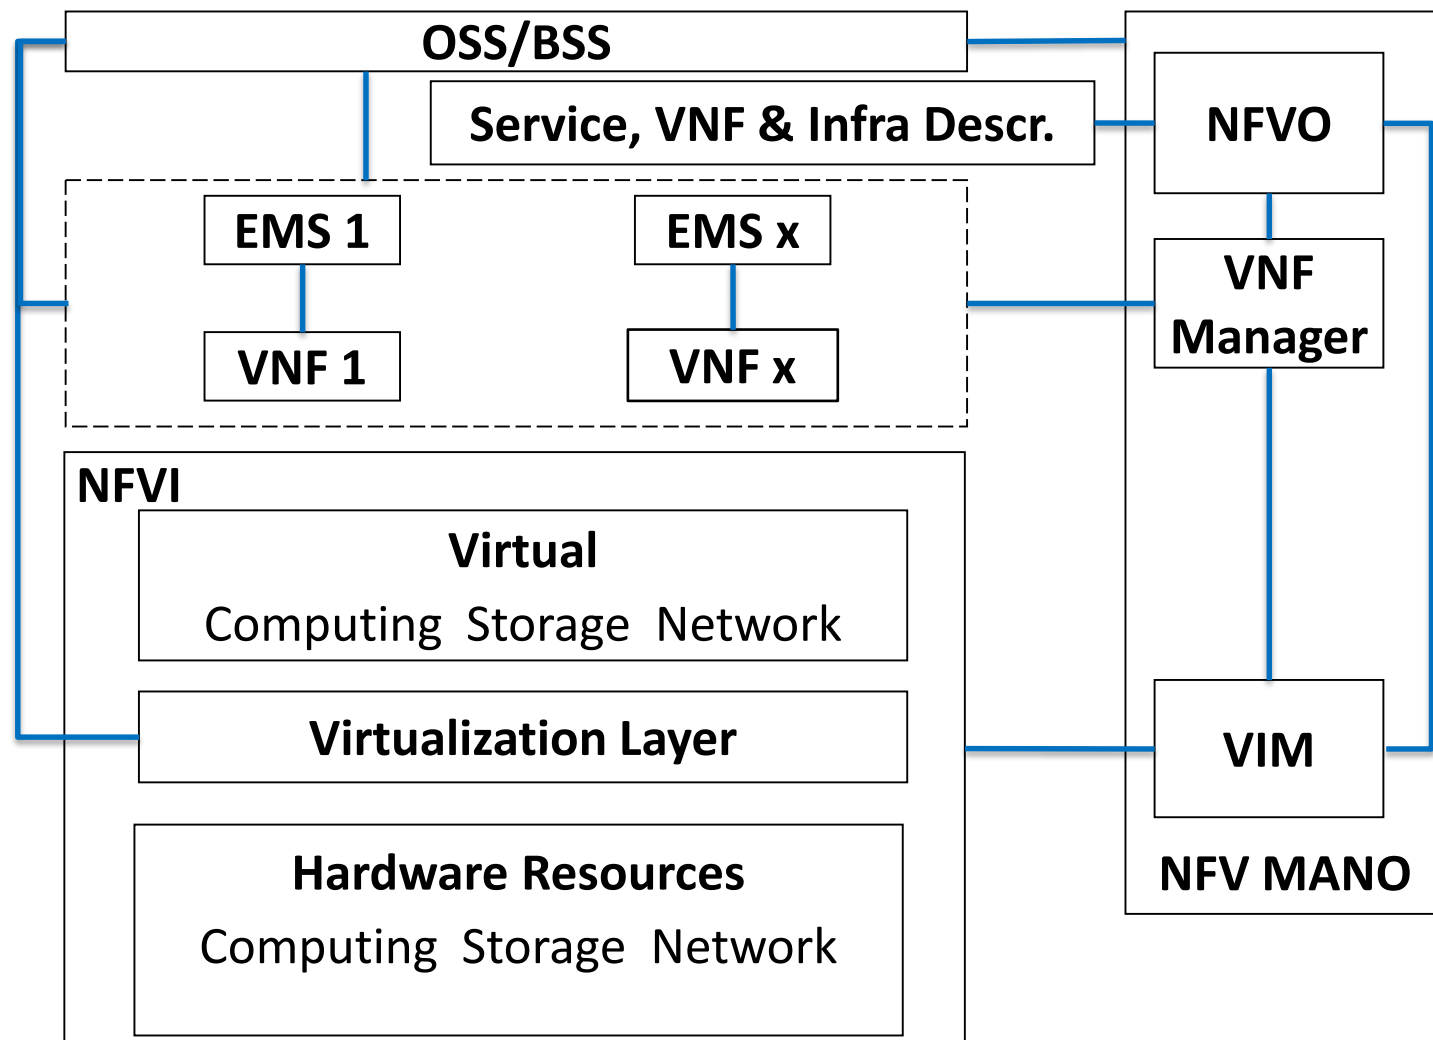 OSS/BSS
Service, VNF & Infra Descr.
NFVO
EMS 1
EMS x
VNF
Manager
VNF 1
VNF x
NFVI
Virtual
Computing Storage Network
Virtualization Layer
VIM
Hardware Resources
Computing Storage Network
NFV MANO